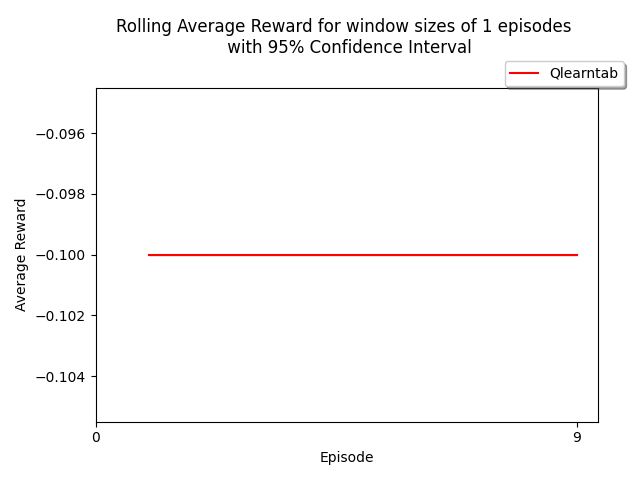 Rolling Average Reward for window sizes of 1 episodes
with 95% Confidence Interval
Qlearntab
−0.096
−0.098
−0.100
−0.102
−0.104
Average Reward
0
9
Episode